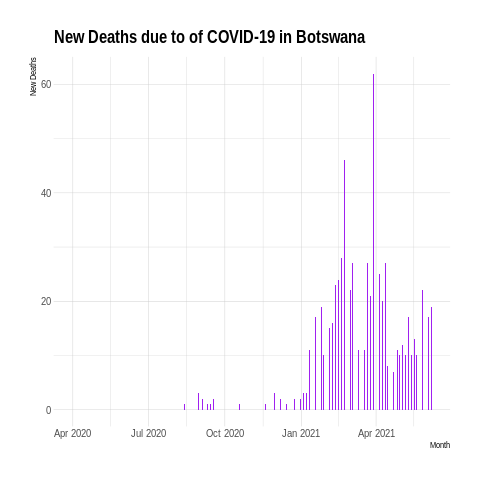 New Deaths due to of COVID-19 in Botswana
New Deaths
60
40
20
0
Apr 2020 Jul 2020 Oct 2020 Jan 2021 Apr 2021
Month